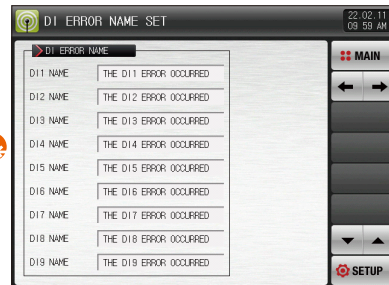 DI ERROR NAME SET
22.02.11
09 59 AM
DI ERROR NAME
DI1 NAME THE DI1 ERROR OCCURRED
DI2 NAME THE DI2 ERROR OCCURRED
DI3 NAME THE DI3 ERROR OCCURRED
DI4 NAME THE DI4 ERROR OCCURRED
DI5 NAME THE DI5 ERROR OCCURRED
DI6 NAME THE DI6 ERROR OCCURRED
DI7 NAME THE DI7 ERROR OCCURRED
DI8 NAME THE DI8 ERROR OCCURRED
DI9 NAME THE DI9 ERROR OCCURRED
MAIN
SETUP